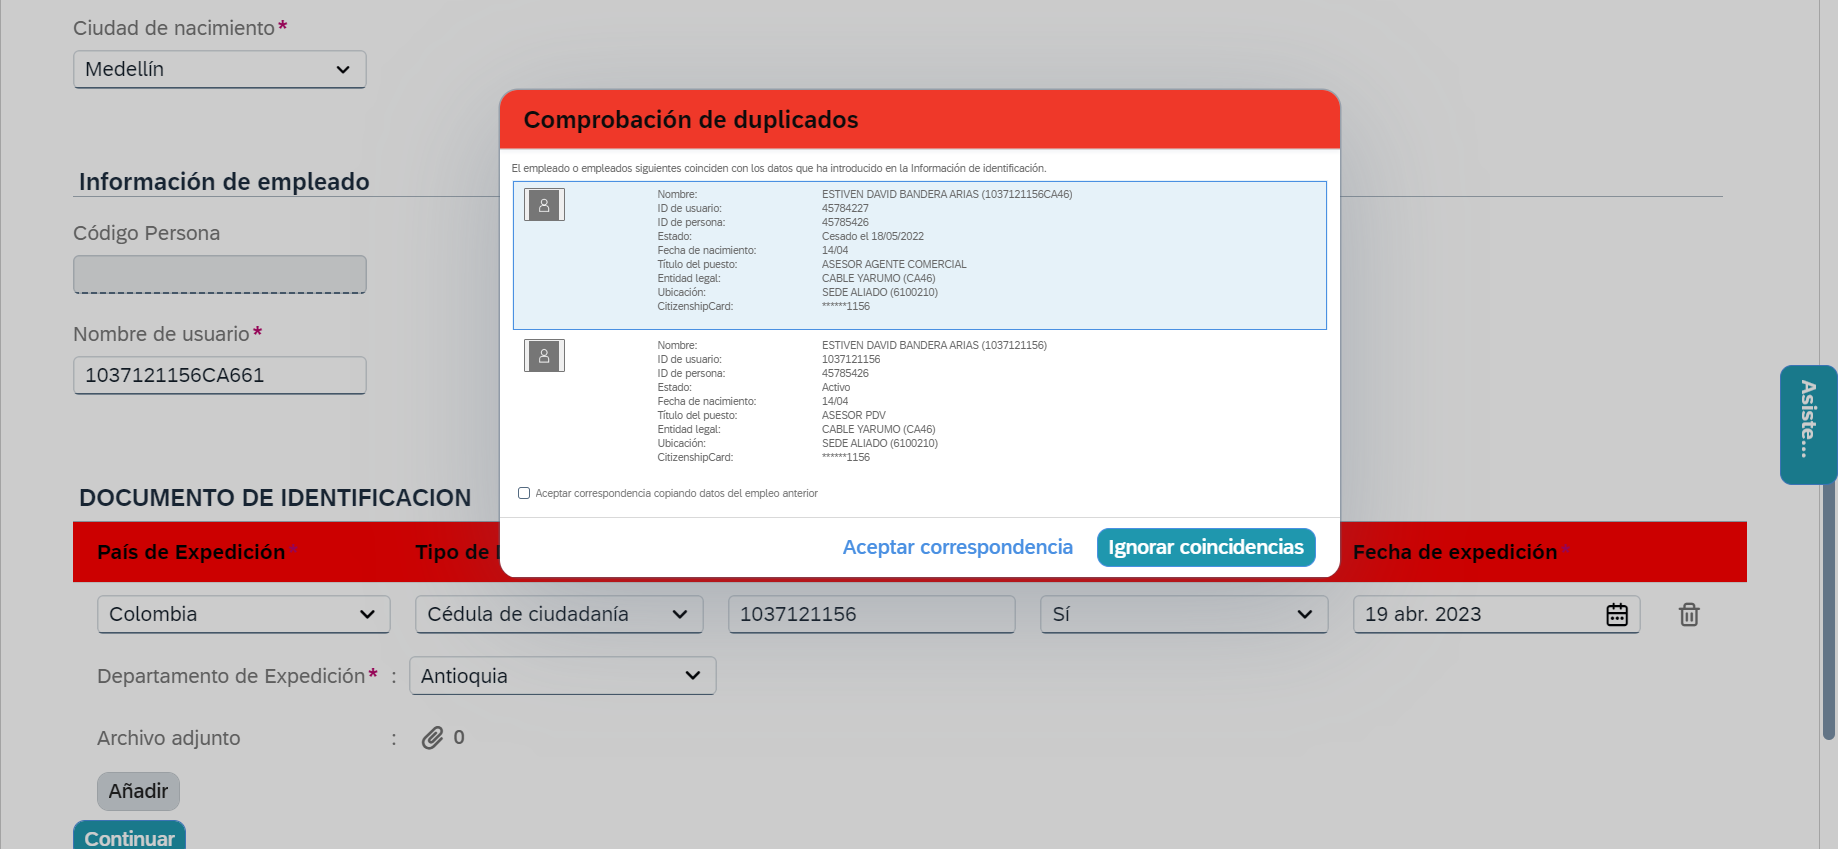 Ciudad de nacimiento*
Medellín
Información de empleado
Código Persona
Nombre de usuario*
1037121156CA661
Comprobación de duplicados
El empleado o empleados siguientes coinciden con los datos que ha introducido en la Información de identificación.
Nombre: ESTIVEN DAVID BANDERA ARIAS (1037121156CA46)
ID de usuario: 45784227
ID de persona: 45785426
Estado: Cesado el 18/05/2022
Fecha de nacimiento: 14/04
Título del puesto: ASESOR AGENTE COMERCIAL
Entidad legal: CABLE YARUMO (CA46)
Ubicación: SEDE ALIADO (6100210)
CitizenshipCard: ******1156
Nombre: ESTIVEN DAVID BANDERA ARIAS (1037121156)
ID de usuario: 1037121156
ID de persona: 45785426
Estado: Activo
Fecha de nacimiento: 14/04
Título del puesto: ASESOR PDV
Entidad legal: CABLE YARUMO (CA46)
Ubicación: SEDE ALIADO (6100210)
CitizenshipCard: ******1156
Aceptar correspondencia copiando datos del empleo anterior
Aceptar correspondencia Ignorar coincidencias
Asiste...
DOCUMENTO DE IDENTIFICACION
País de Expedición* Tipo de Fecha de expedición*
Colombia Cédula de ciudadanía 1037121156 Sí 19 abr. 2023
Departamento de Expedición* : Antioquia
Archivo adjunto : 0
Añadir
Continuar